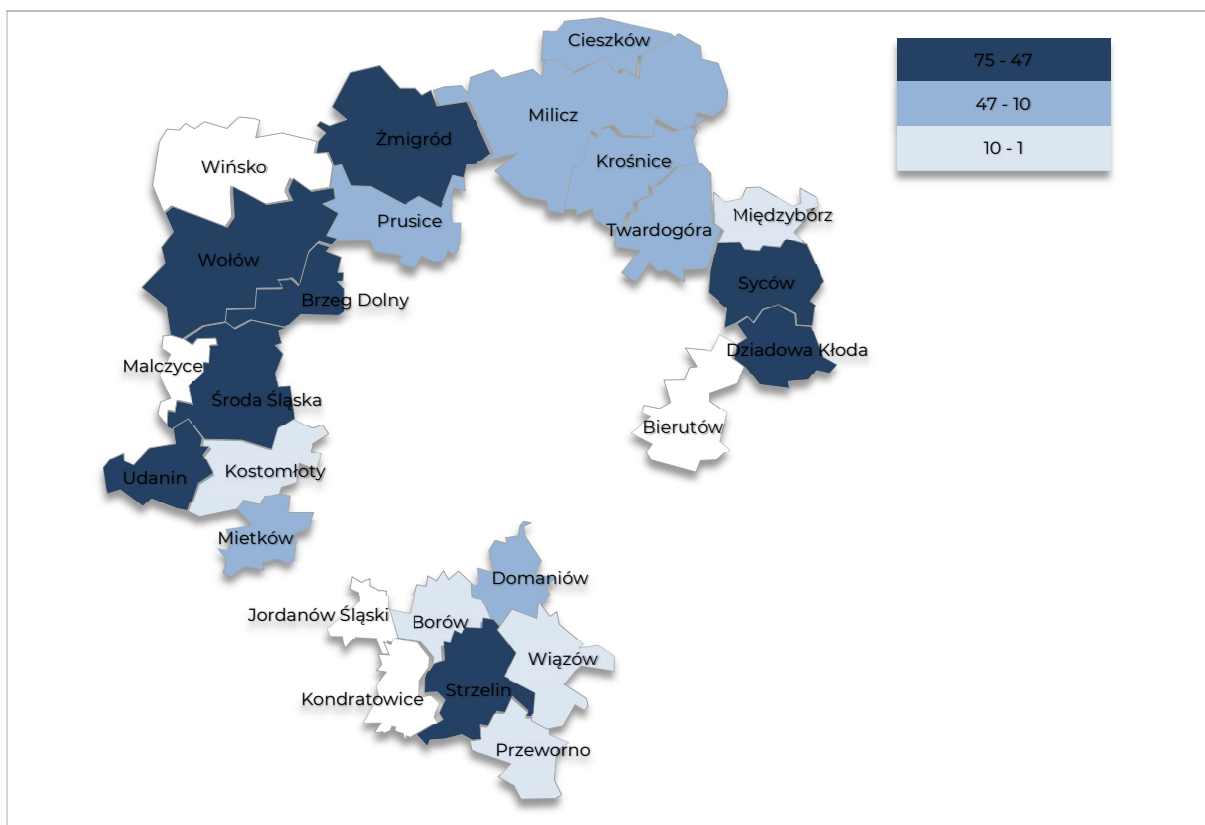 Cieszków
75 - 47
47 - 10
10 - 1
Milicz
Żmigród
Krośnice
Wińsko
Międzybórz
Prusice
Twardogóra
Wołów
Syców
Brzeg Dolny
Dziadowa Kłoda
Malczyce
Środa Śląska
Bierutów
Udanin
Kostomłoty
Mietków
Domaniów
Jordanów Śląski
Borów
Wiązów
Strzelin
Kondratowice
Przeworno